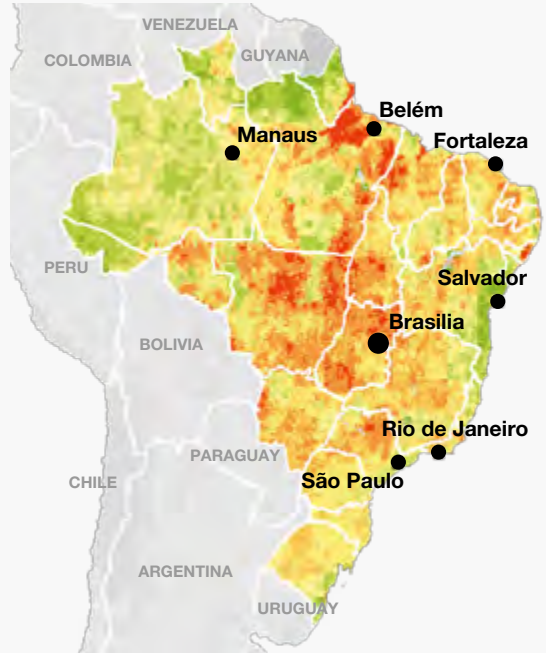 VENEZUELA
GUYANA
COLOMBIA
Belém
Manaus
Fortaleza
PERU
Salvador
Brasilia
BOLIVIA
Rio de Janeiro
PARAGUAY
São Paulo
CHILE
ARGENTINA
URUGUAY